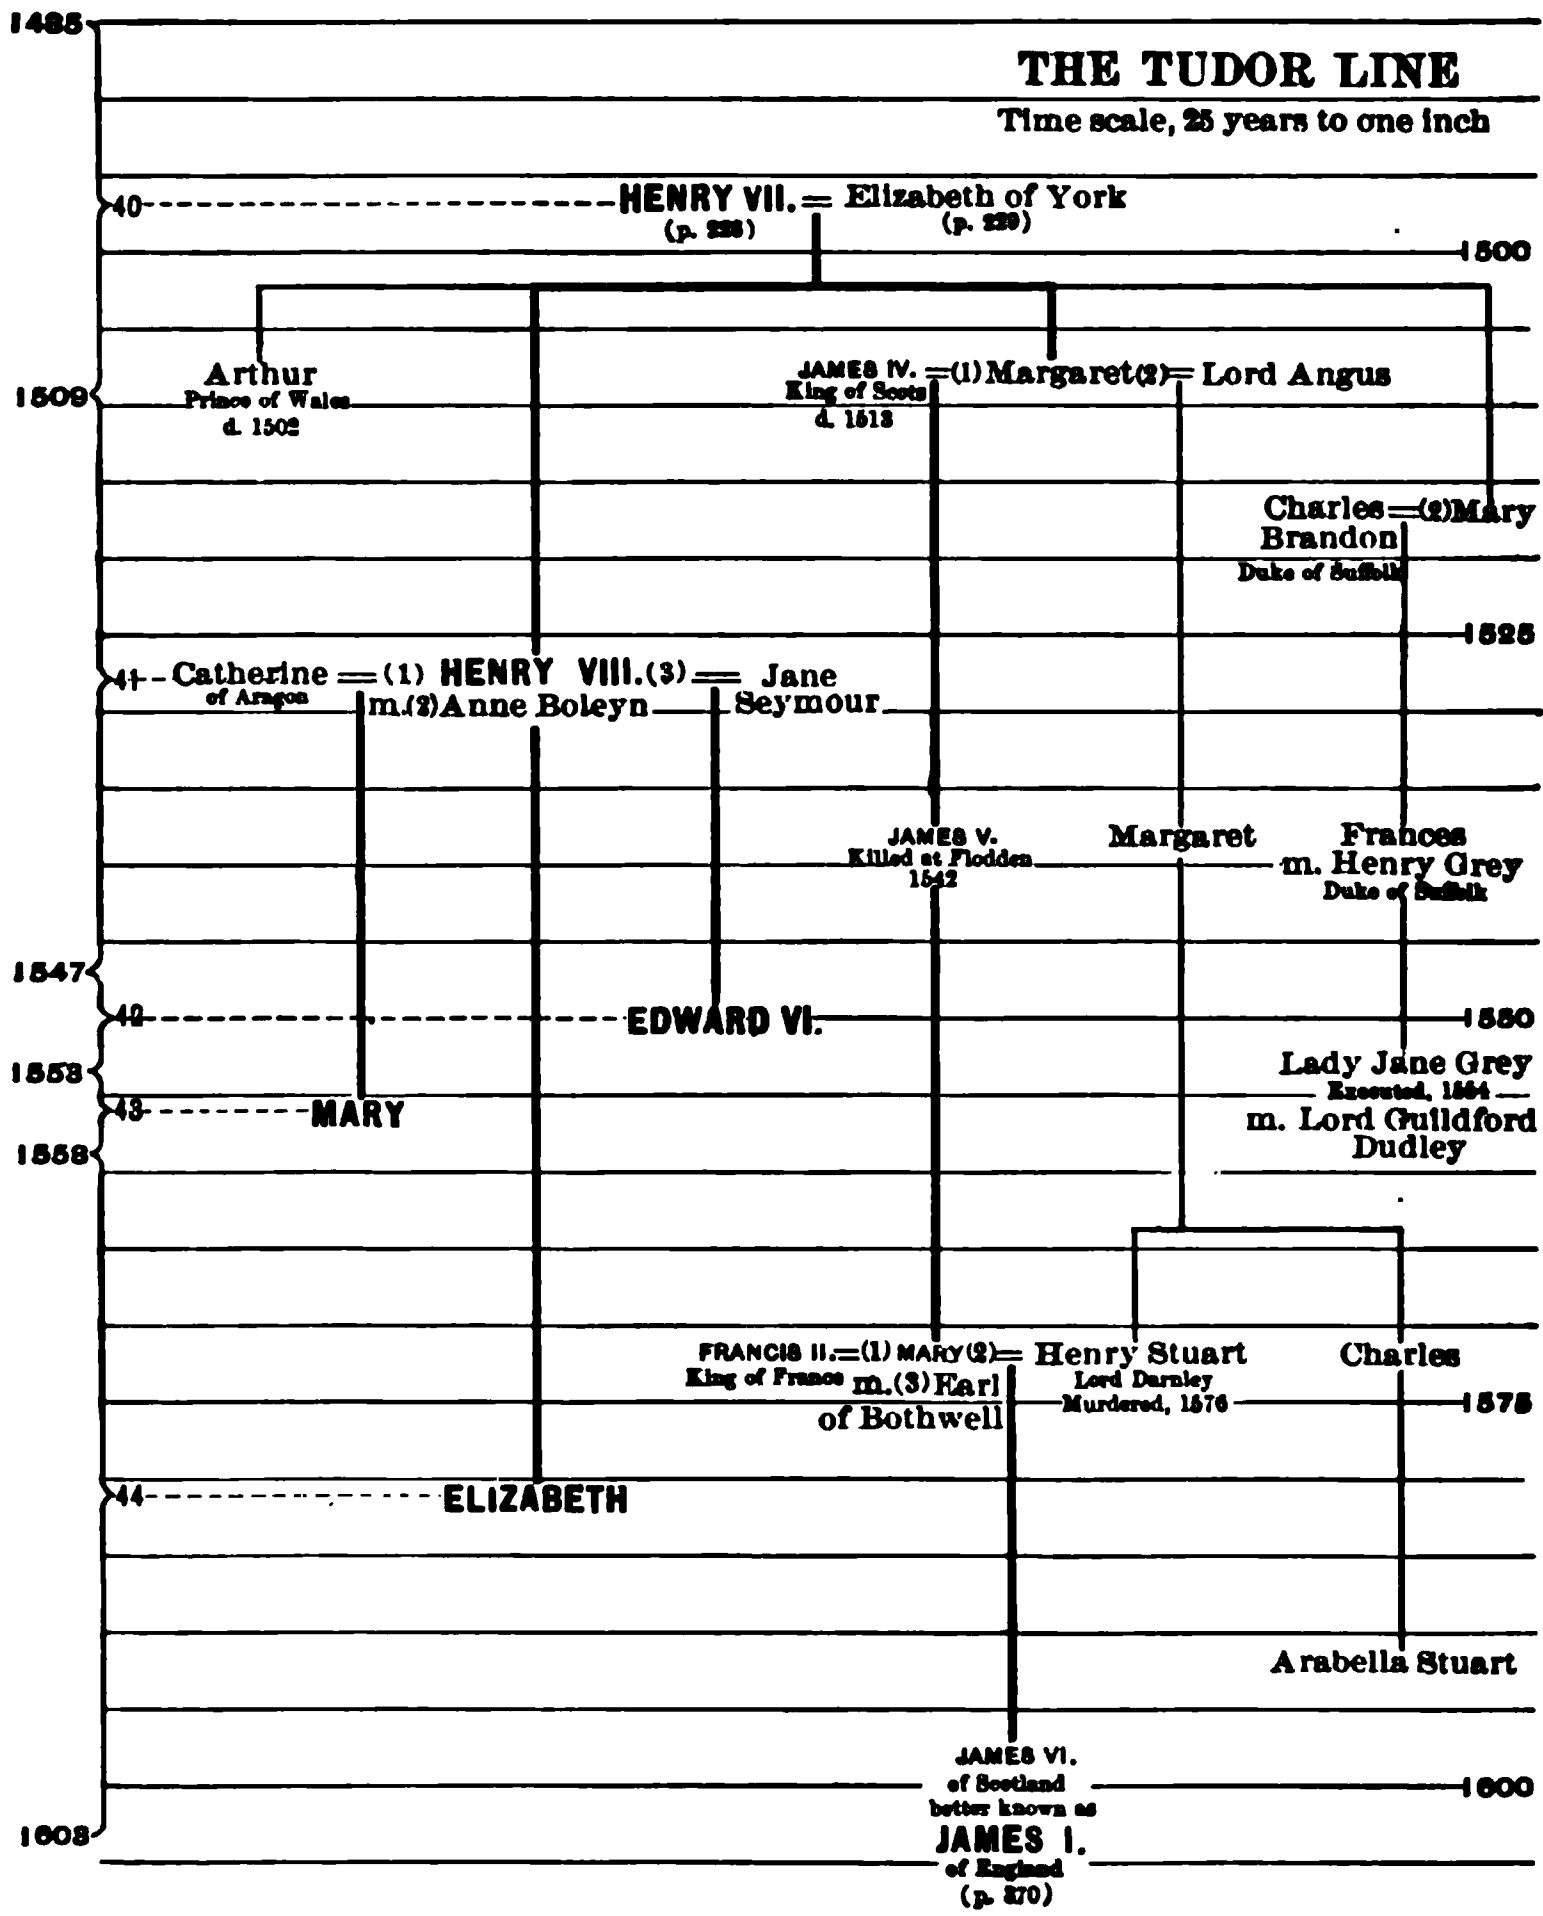 1485
THE TUDOR LINE
Time scale, 25 years to one inch
40 HENRY VII. = Elizabeth of York
(p. 228) (p. 229)
1500
Arthur
Prince of Wales
d. 1502
JAMES IV. =(1) Margaret (2)= Lord Angus
King of Scots
d. 1513
1509
Charles =(2) Mary
Brandon
Duke of Suffolk
1525
41 Catherine =(1) HENRY VIII. (3)= Jane
of Aragon m.(2) Anne Boleyn Seymour
JAMES V.
Killed at Flodden
1542
Margaret
Frances
m. Henry Grey
Duke of Suffolk
1547
42 EDWARD VI. 1550
1553
Lady Jane Grey
Executed, 1554
m. Lord Guildford
Dudley
43 MARY
1558
FRANCIS II.=(1) MARY (2)= Henry Stuart Charles
King of France m.(3) Earl Lord Darnley
of Bothwell Murdered, 1576 1575
44 ELIZABETH
Arabella Stuart
JAMES VI.
of Scotland 1600
better known as
1603 JAMES I.
of England
(p. 370)